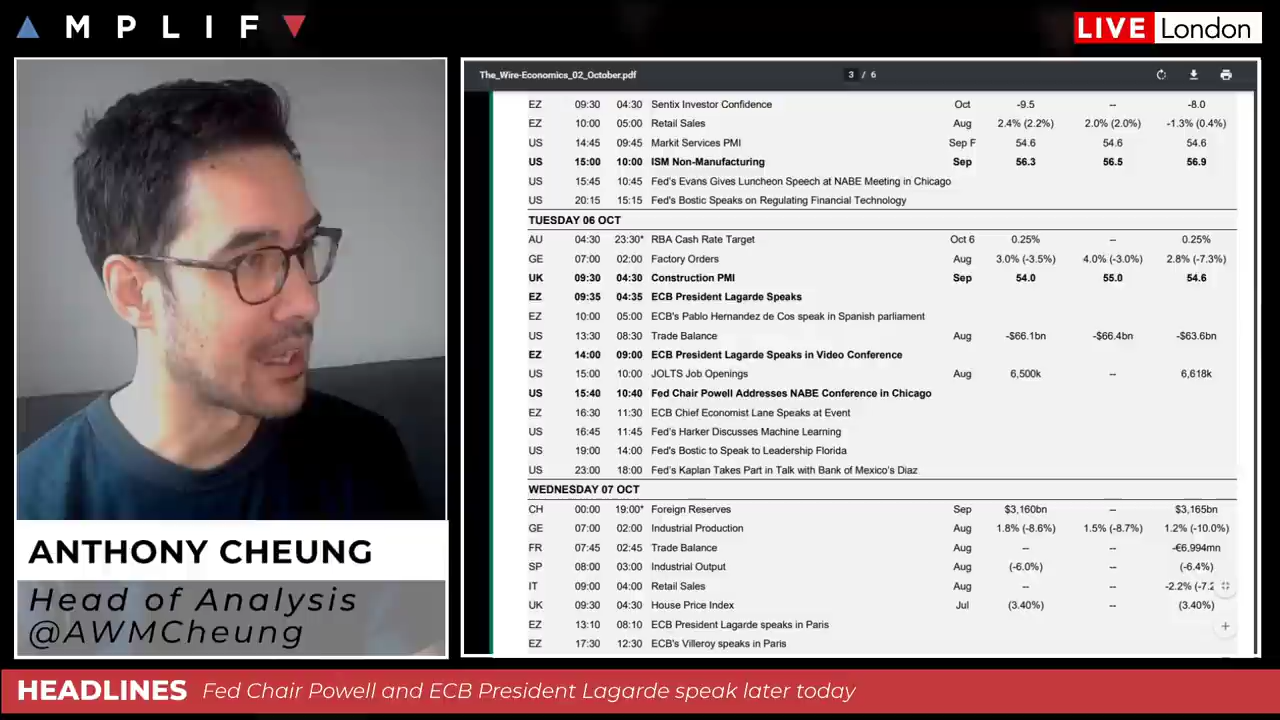 AMPLIFY
LIVE London
The_Wire-Economics_02_October.pdf 3 / 6
EZ 09:30 04:30 Sentix Investor Confidence Oct -9.5 -- -8.0
EZ 10:00 05:00 Retail Sales Aug 2.4% (2.2%) 2.0% (2.0%) -1.3% (0.4%)
US 14:45 09:45 Markit Services PMI Sep F 54.6 54.6 54.6
US 15:00 10:00 ISM Non-Manufacturing Sep 56.3 56.5 56.9
US 15:45 10:45 Fed's Evans Gives Luncheon Speech at NABE Meeting in Chicago
US 20:15 15:15 Fed's Bostic Speaks on Regulating Financial Technology
TUESDAY 06 OCT
AU 04:30 23:30* RBA Cash Rate Target Oct 6 0.25% -- 0.25%
GE 07:00 02:00 Factory Orders Aug 3.0% (-3.5%) 4.0% (-3.0%) 2.8% (-7.3%)
UK 09:30 04:30 Construction PMI Sep 54.0 55.0 54.6
EZ 09:35 04:35 ECB President Lagarde Speaks
EZ 10:00 05:00 ECB's Pablo Hernandez de Cos speak in Spanish parliament
US 13:30 08:30 Trade Balance Aug -$66.1bn -$66.4bn -$63.6bn
EZ 14:00 09:00 ECB President Lagarde Speaks in Video Conference
US 15:00 10:00 JOLTS Job Openings Aug 6,500k -- 6,618k
US 15:40 10:40 Fed Chair Powell Addresses NABE Conference in Chicago
EZ 16:30 11:30 ECB Chief Economist Lane Speaks at Event
US 16:45 11:45 Fed's Harker Discusses Machine Learning
US 19:00 14:00 Fed's Bostic to Speak to Leadership Florida
US 23:00 18:00 Fed's Kaplan Takes Part in Talk with Bank of Mexico's Diaz
WEDNESDAY 07 OCT
CH 00:00 19:00* Foreign Reserves Sep $3,160bn -- $3,165bn
GE 07:00 02:00 Industrial Production Aug 1.8% (-8.6%) 1.5% (-8.7%) 1.2% (-10.0%)
FR 07:45 02:45 Trade Balance Aug -- -- -€6,994mn
SP 08:00 03:00 Industrial Output Aug (-6.0%) -- (-6.4%)
IT 09:00 04:00 Retail Sales Aug -- -- -2.2% (-7.2
UK 09:30 04:30 House Price Index Jul (3.40%) -- (3.40%)
EZ 13:10 08:10 ECB President Lagarde speaks in Paris
EZ 17:30 12:30 ECB's Villeroy speaks in Paris
ANTHONY CHEUNG
Head of Analysis
@AWMCheung
HEADLINES Fed Chair Powell and ECB President Lagarde speak later today